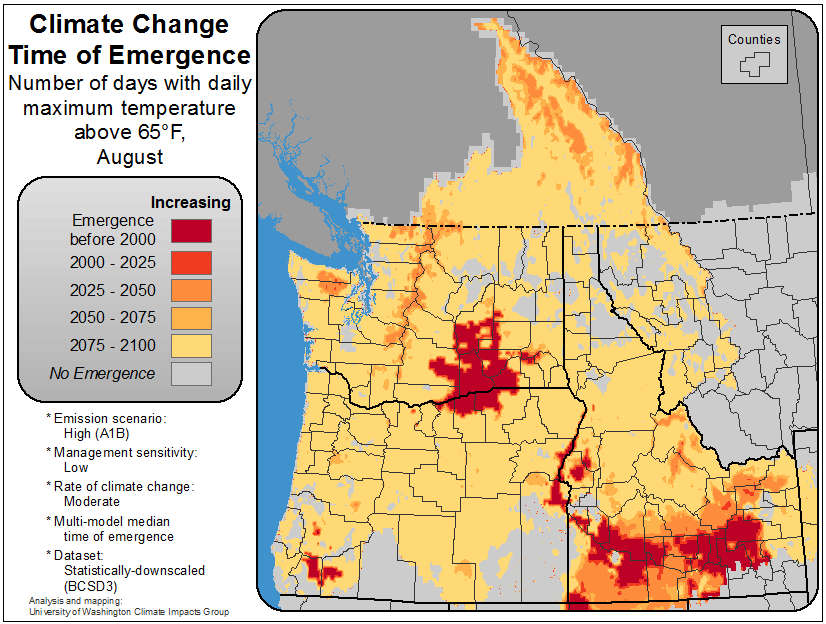 Climate Change
Time of Emergence
Number of days with daily
maximum temperature
above 65°F,
August
Counties
Increasing
Emergence
before 2000
2000 - 2025
2025 - 2050
2050 - 2075
2075 - 2100
No Emergence
* Emission scenario:
High (A1B)
* Management sensitivity:
Low
* Rate of climate change:
Moderate
* Multi-model median
time of emergence
* Dataset:
Statistically-downscaled
(BCSD3)
Analysis and mapping:
University of Washington Climate Impacts Group